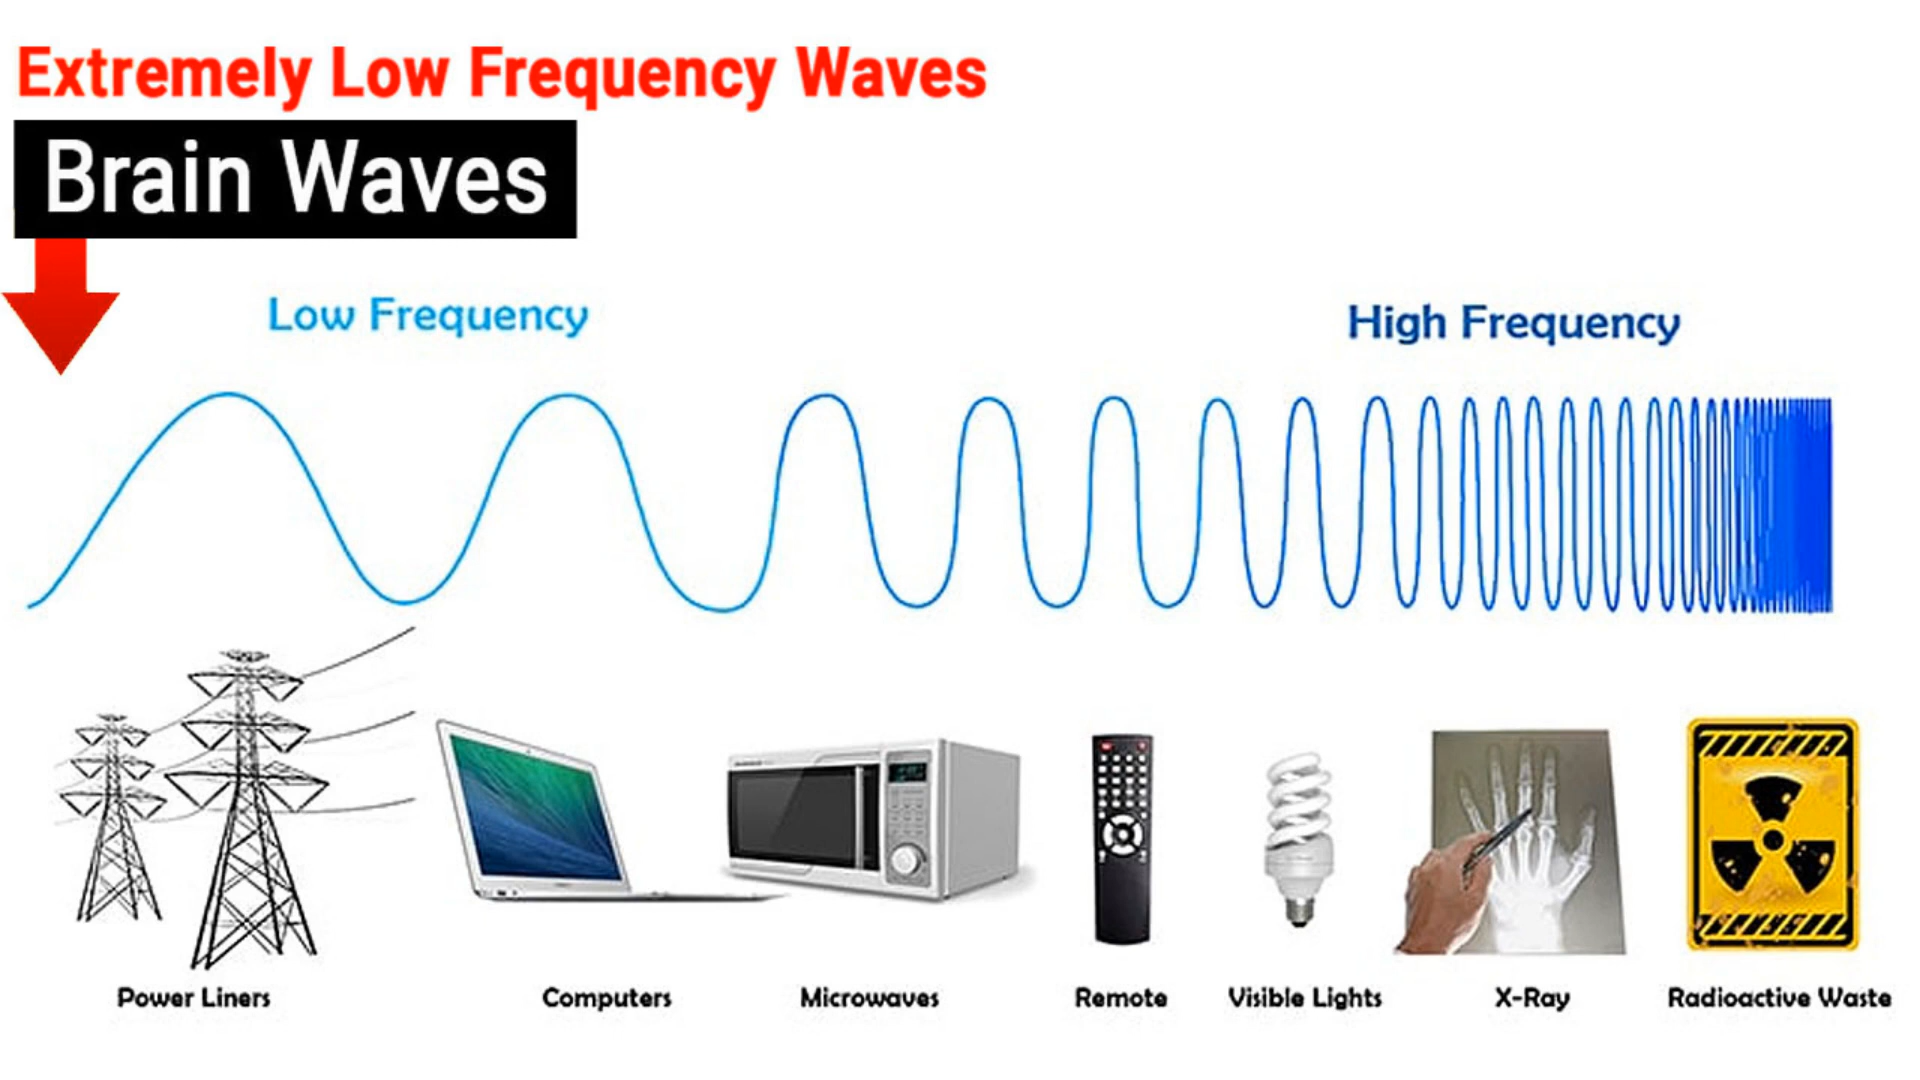 Extremely Low Frequency Waves
Brain Waves
Low Frequency
High Frequency
Power Liners
Computers
Microwaves
Remote
Visible Lights
X-Ray
Radioactive Waste